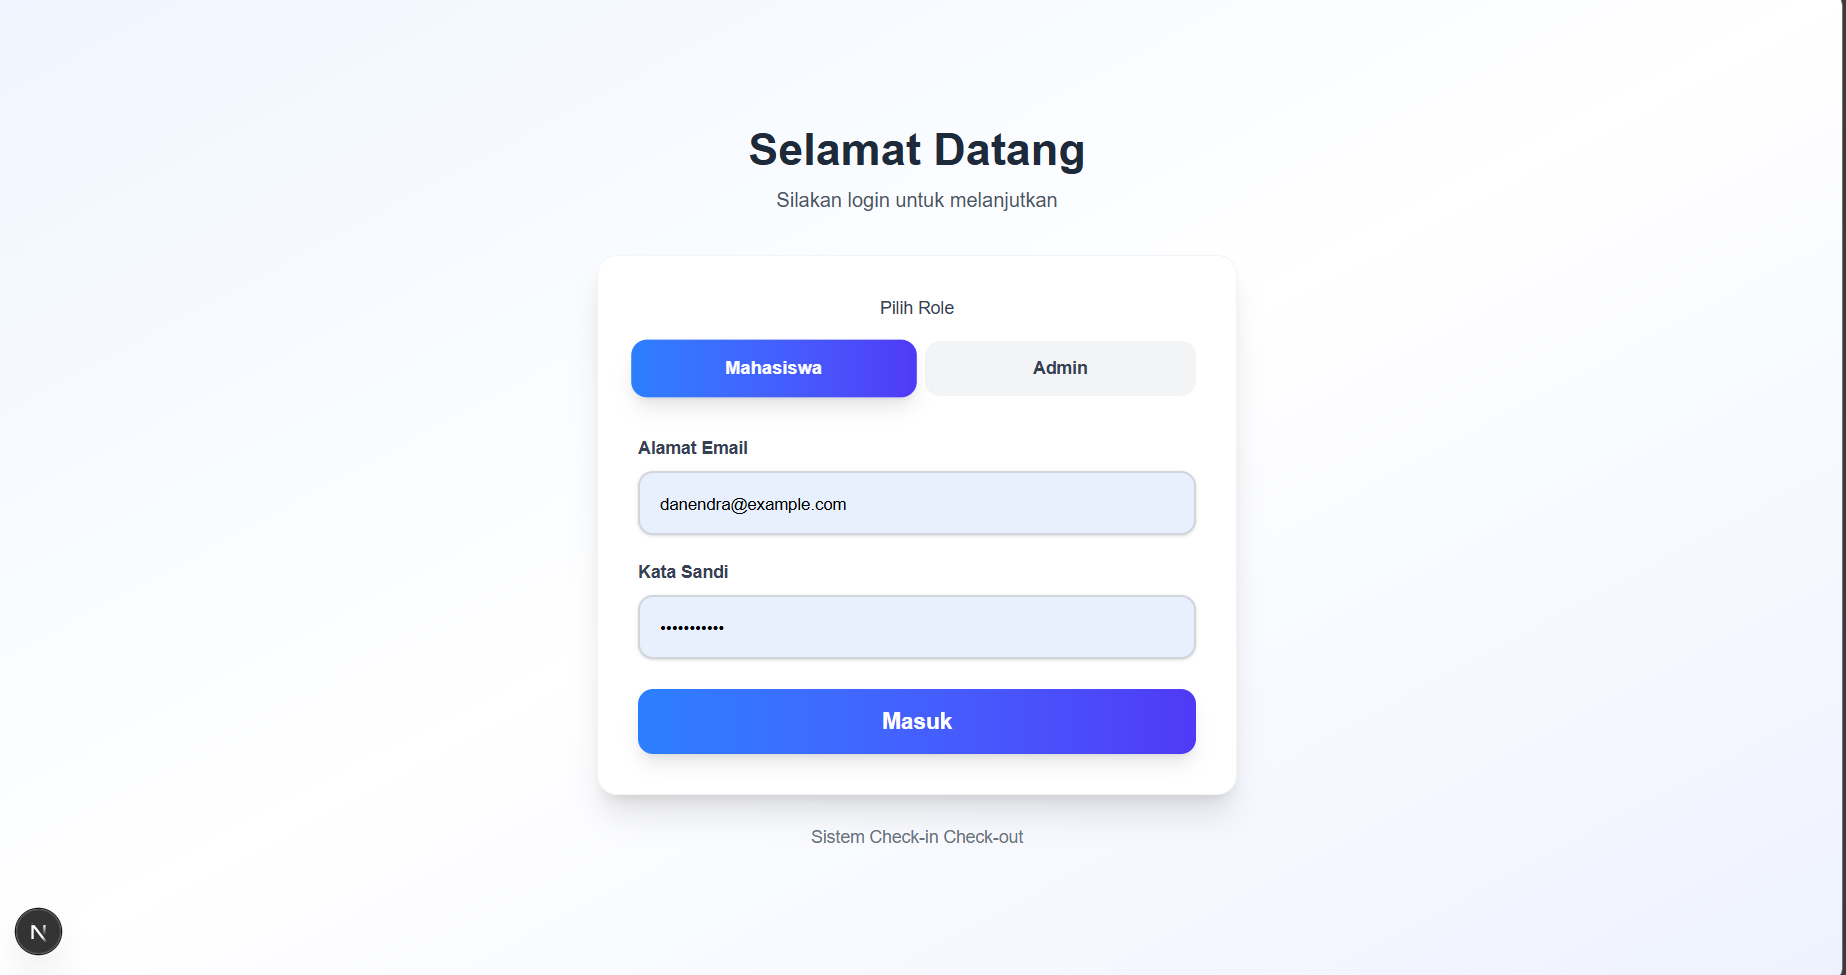 Selamat Datang
Silakan login untuk melanjutkan
Pilih Role
Mahasiswa
Admin
Alamat Email
danendra@example.com
Kata Sandi
•••••••••••
Masuk
Sistem Check-in Check-out
N